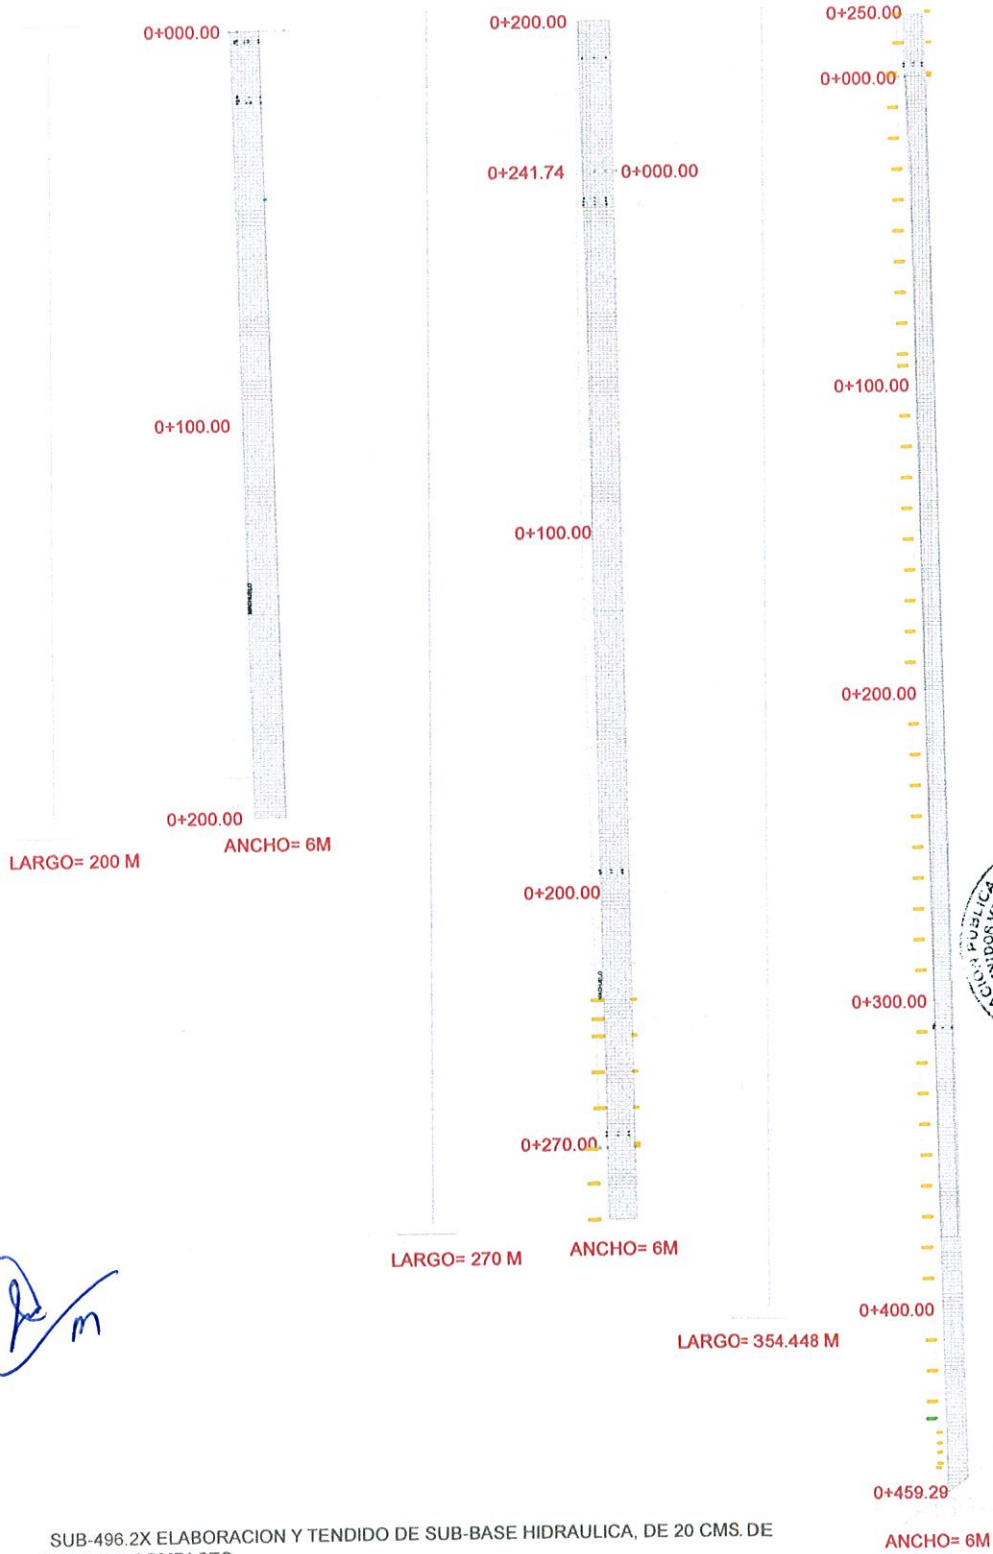 0+000.00
0+100.00
MACHUELO
0+200.00
LARGO= 200 M
ANCHO= 6M
0+200.00
0+241.74
0+000.00
0+100.00
0+200.00
MACHUELO
0+270.00
LARGO= 270 M
ANCHO= 6M
0+250.00
0+000.00
0+100.00
0+200.00
0+300.00
0+400.00
LARGO= 354.448 M
0+459.29
ANCHO= 6M
PUBLICA
m
SUB-496.2X ELABORACION Y TENDIDO DE SUB-BASE HIDRAULICA, DE 20 CMS. DE